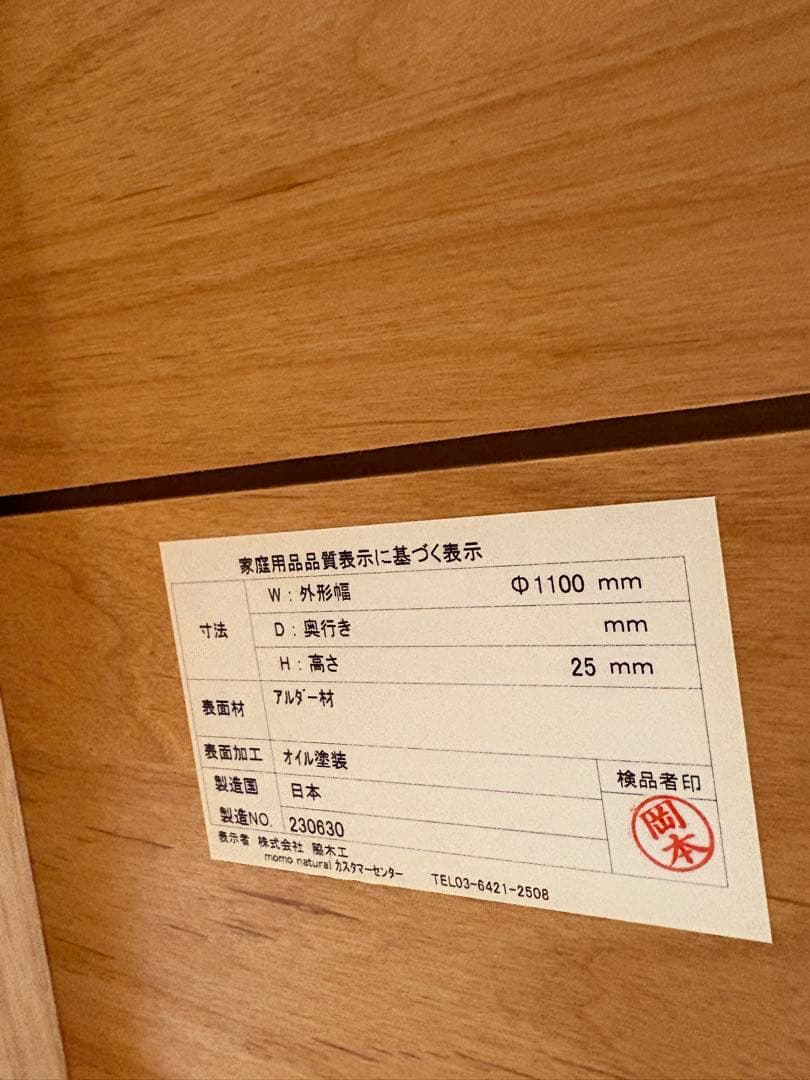 家庭用品品質表示に基づく表示
寸法
W：外形幅 Φ1100 mm
D：奥行き mm
H：高さ 25 mm
表面材 アルダー材
表面加工 オイル塗装
製造国 日本
検品者印
製造NO. 230630
岡本
表示者 株式会社 脇木工
momo natural カスタマーセンター TEL03-6421-2508